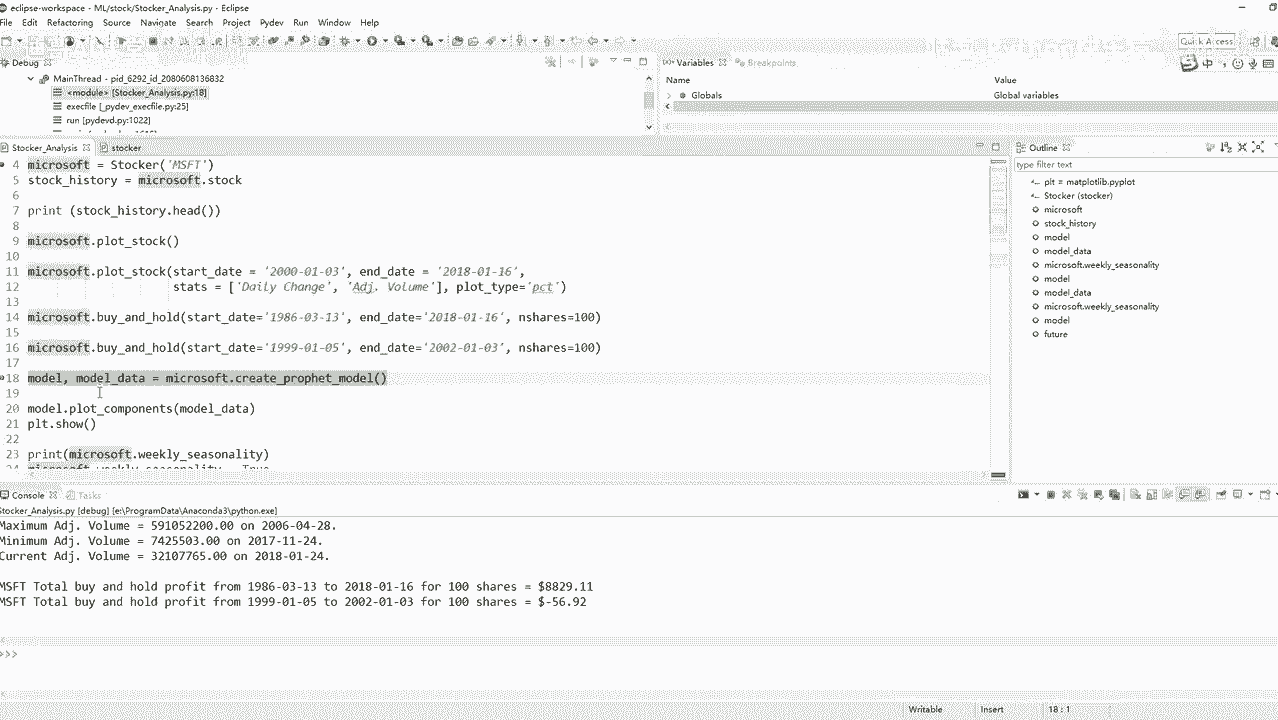 eclipse-workspace - ML/stock/Stocker_Analysis.py - Eclipse
File Edit Refactoring Source Navigate Search Project Pydev Run Window Help
Quick Access
Debug
MainThread - pid_6292_id_2080608136832
<module> [Stocker_Analysis.py:18]
execfile [_pydev_execfile.py:25]
run [pydevd.py:1022]
Variables Breakpoints
Name Value
Globals Global variables
Stocker_Analysis stocker
4 microsoft = Stocker('MSFT')
5 stock_history = microsoft.stock
6
7 print (stock_history.head())
8
9 microsoft.plot_stock()
10
11 microsoft.plot_stock(start_date = '2000-01-03', end_date = '2018-01-16',
12 stats = ['Daily Change', 'Adj. Volume'], plot_type='pct')
13
14 microsoft.buy_and_hold(start_date='1986-03-13', end_date='2018-01-16', nshares=100)
15
16 microsoft.buy_and_hold(start_date='1999-01-05', end_date='2002-01-03', nshares=100)
17
18 model, model_data = microsoft.create_prophet_model()
19
20 model.plot_components(model_data)
21 plt.show()
22
23 print(microsoft.weekly_seasonality)
24 microsoft.weekly_seasonality = True
Outline
type filter text
plt = matplotlib.pyplot
Stocker (stocker)
microsoft
stock_history
model
model_data
microsoft.weekly_seasonality
model
model_data
microsoft.weekly_seasonality
model
future
Console Tasks
Stocker_Analysis.py [debug] [e:\ProgramData\Anaconda3\python.exe]
Maximum Adj. Volume = 591052200.00 on 2006-04-28.
Minimum Adj. Volume = 7425503.00 on 2017-11-24.
Current Adj. Volume = 32107765.00 on 2018-01-24.
MSFT Total buy and hold profit from 1986-03-13 to 2018-01-16 for 100 shares = $8829.11
MSFT Total buy and hold profit from 1999-01-05 to 2002-01-03 for 100 shares = $-56.92
>>>
Writable Insert 18 : 1